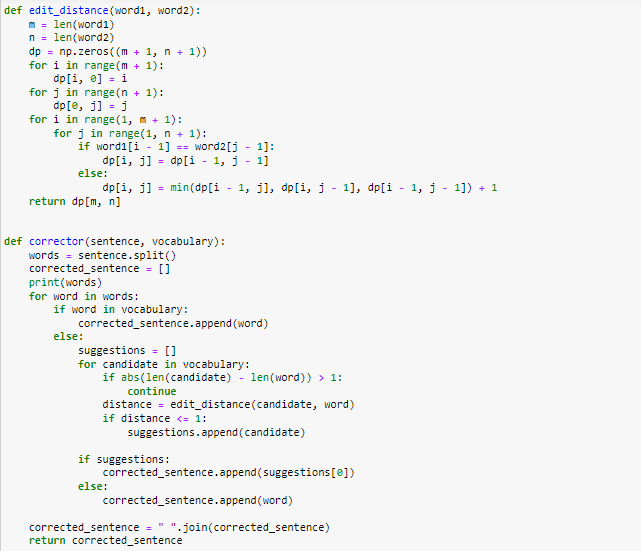 def edit_distance(word1, word2):
    m = len(word1)
    n = len(word2)
    dp = np.zeros((m + 1, n + 1))
    for i in range(m + 1):
        dp[i, 0] = i
    for j in range(n + 1):
        dp[0, j] = j
    for i in range(1, m + 1):
        for j in range(1, n + 1):
            if word1[i - 1] == word2[j - 1]:
                dp[i, j] = dp[i - 1, j - 1]
            else:
                dp[i, j] = min(dp[i - 1, j], dp[i, j - 1], dp[i - 1, j - 1]) + 1
    return dp[m, n]

def corrector(sentence, vocabulary):
    words = sentence.split()
    corrected_sentence = []
    print(words)
    for word in words:
        if word in vocabulary:
            corrected_sentence.append(word)
        else:
            suggestions = []
            for candidate in vocabulary:
                if abs(len(candidate) - len(word)) > 1:
                    continue
                distance = edit_distance(candidate, word)
                if distance <= 1:
                    suggestions.append(candidate)

            if suggestions:
                corrected_sentence.append(suggestions[0])
            else:
                corrected_sentence.append(word)

    corrected_sentence = " ".join(corrected_sentence)
    return corrected_sentence